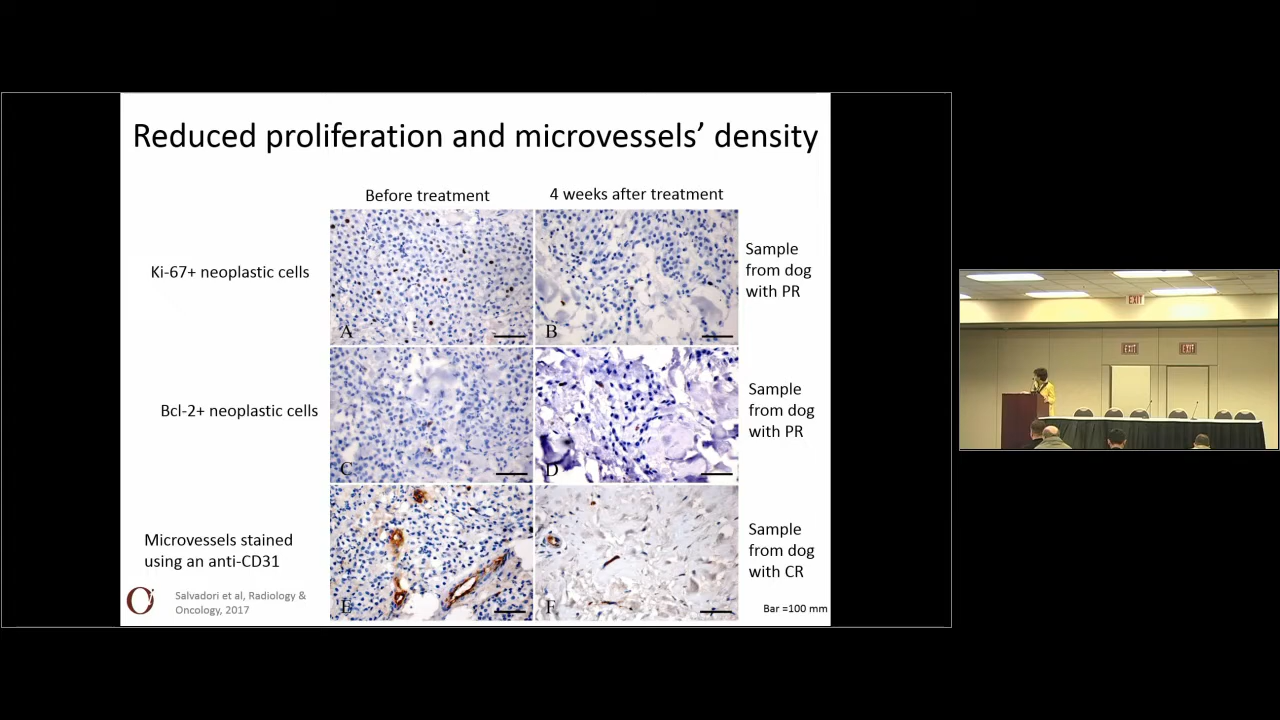 Reduced proliferation and microvessels’ density
Before treatment
4 weeks after treatment
Ki-67+ neoplastic cells
A
B
Sample
from dog
with PR
Bcl-2+ neoplastic cells
C
D
Sample
from dog
with PR
Microvessels stained
using an anti-CD31
E
F
Sample
from dog
with CR
Salvadori et al, Radiology &
Oncology, 2017
Bar =100 mm
EXIT
EXIT
EXIT